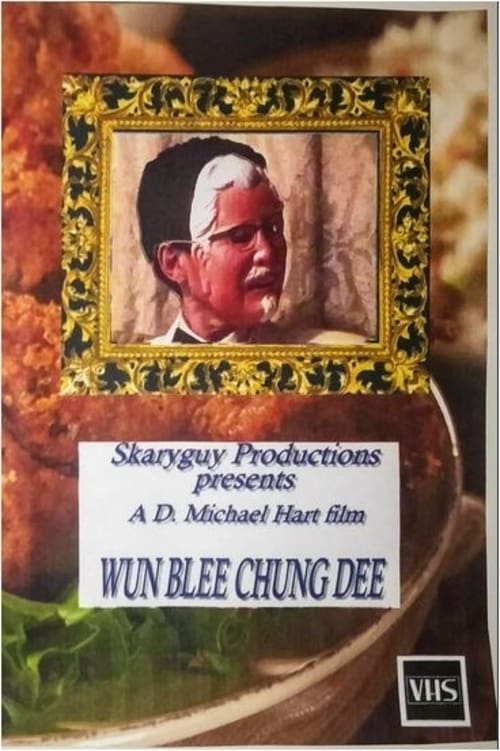 Skaryguy Productions
presents
A D. Michael Hart film
WUN BLEE CHUNG DEE
VHS